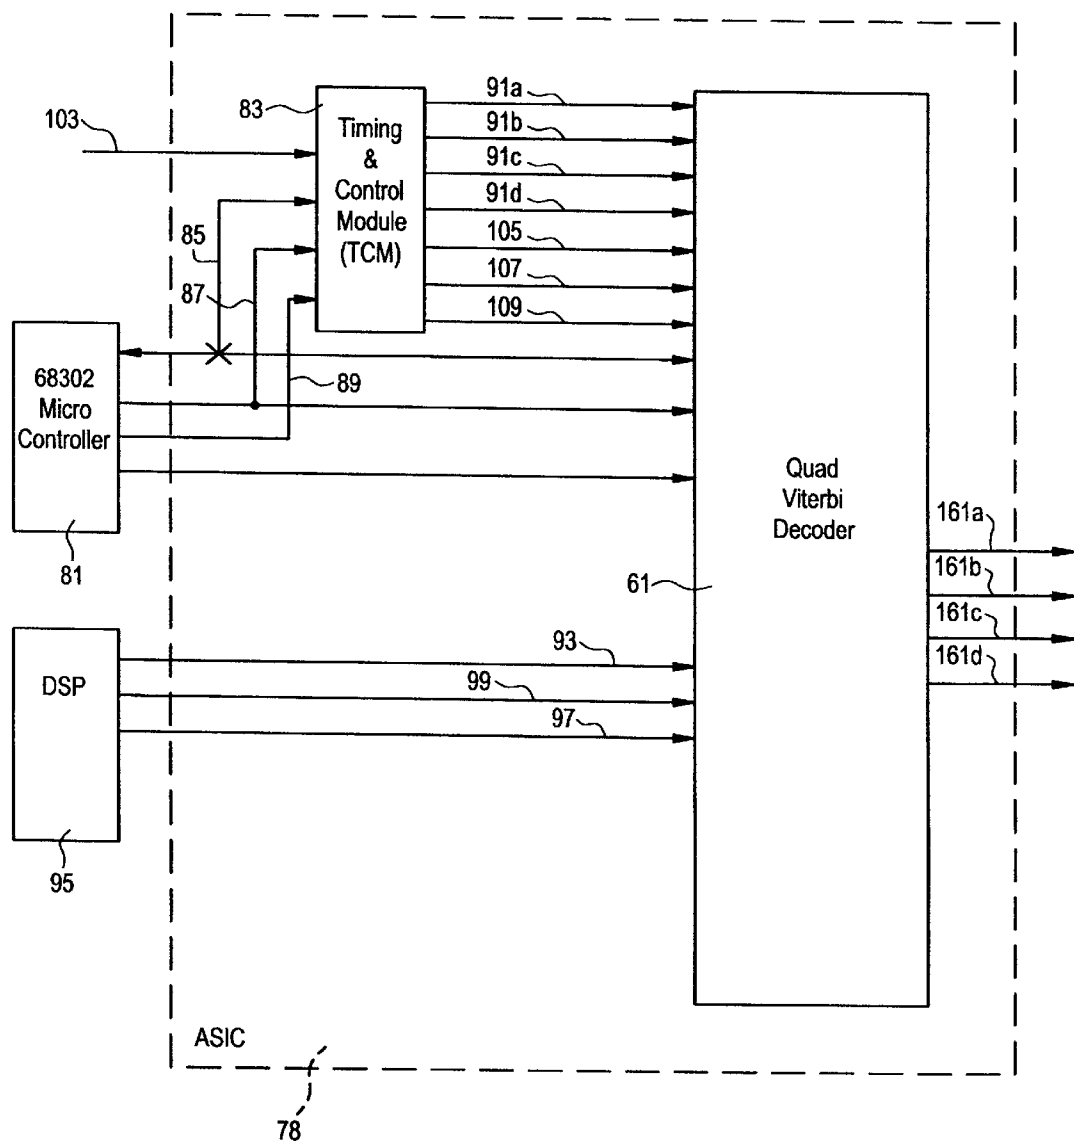 91a
83
103
Timing
&
Control
Module
(TCM)
91b
91c
91d
85
105
87
107
109
68302
Micro
Controller
89
Quad
Viterbi
Decoder
161a
81
61
161b
161c
93
161d
DSP
99
97
95
ASIC
78